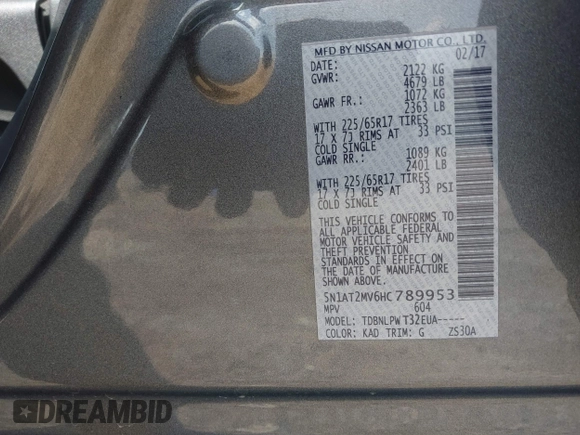 MFD BY NISSAN MOTOR CO., LTD.
DATE: 02/17
GVWR: 2122 KG
4679 LB
GAWR FR.: 1072 KG
2363 LB
WITH 225/65R17 TIRES
17 X 7J RIMS AT 33 PSI
COLD SINGLE
GAWR RR.: 1089 KG
2401 LB
WITH 225/65R17 TIRES
17 X 7J RIMS AT 33 PSI
COLD SINGLE
THIS VEHICLE CONFORMS TO
ALL APPLICABLE FEDERAL
MOTOR VEHICLE SAFETY AND
THEFT PREVENTION
STANDARDS IN EFFECT ON
THE DATE OF MANUFACTURE
SHOWN ABOVE.
5N1AT2MV6HC789953
MPV 604
MODEL: TDBNLPW T32EUA-----
COLOR: KAD TRIM: G ZS30A
DREAMBID